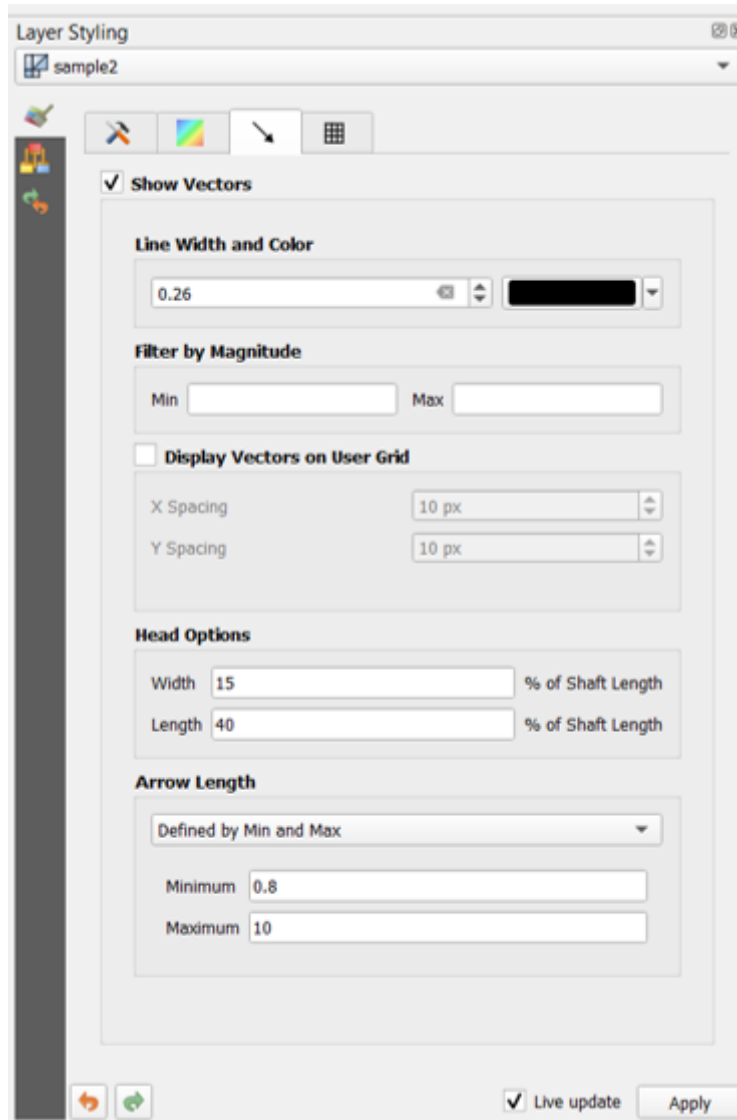 Layer Styling
sample2
Show Vectors
Line Width and Color
0.26
Filter by Magnitude
Min Max
Display Vectors on User Grid
X Spacing 10 px
Y Spacing 10 px
Head Options
Width 15 % of Shaft Length
Length 40 % of Shaft Length
Arrow Length
Defined by Min and Max
Minimum 0.8
Maximum 10
Live update Apply